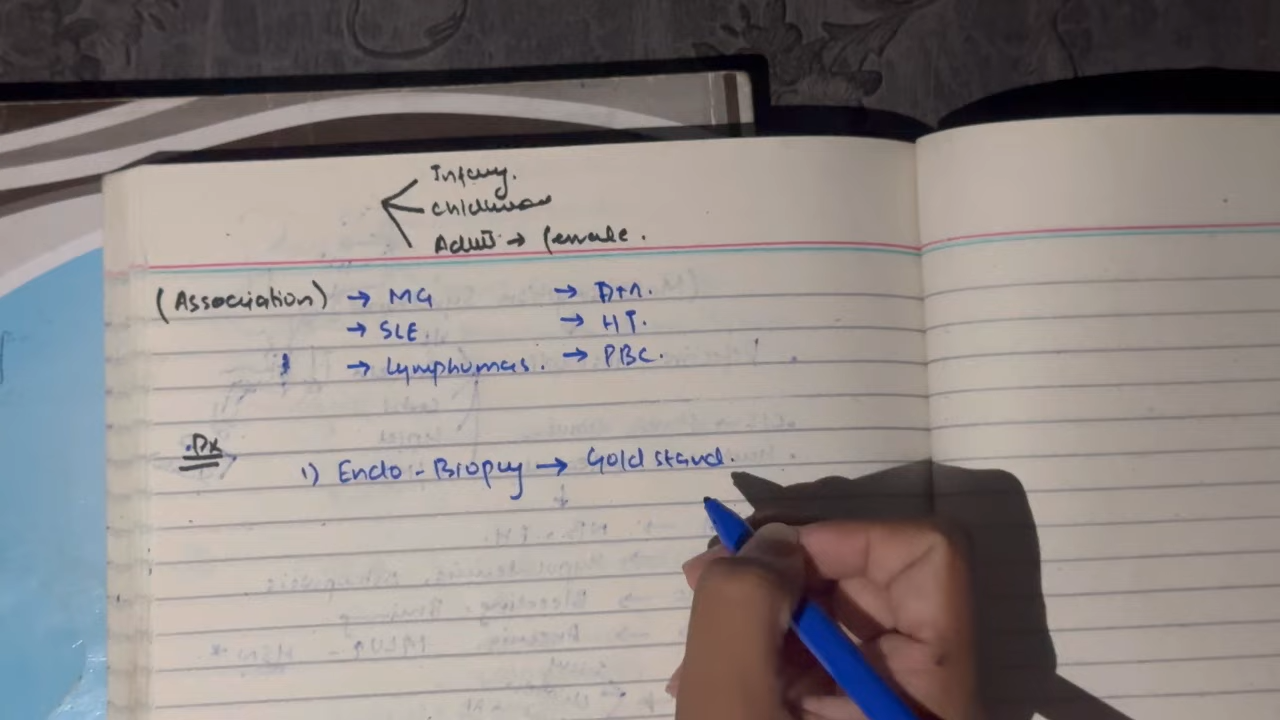 Infancy.
Childhood
Adult → female.
(Association) → MG → DM.
→ SLE. → HT.
→ Lymphomas. → PBC.
Dx
1) Endo - Biopsy → Gold stand.